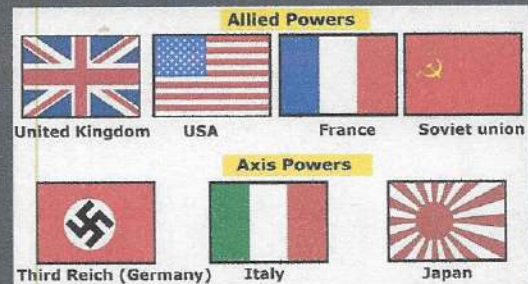 Allied Powers
United Kingdom USA France Soviet union
Axis Powers
Third Reich (Germany) Italy Japan